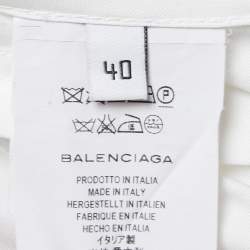 40
BALENCIAGA
PRODOTTO IN ITALIA
MADE IN ITALY
HERGESTELLT IN ITALIEN
FABRIQUE EN ITALIE
HECHO EN ITALIA
イタリア製